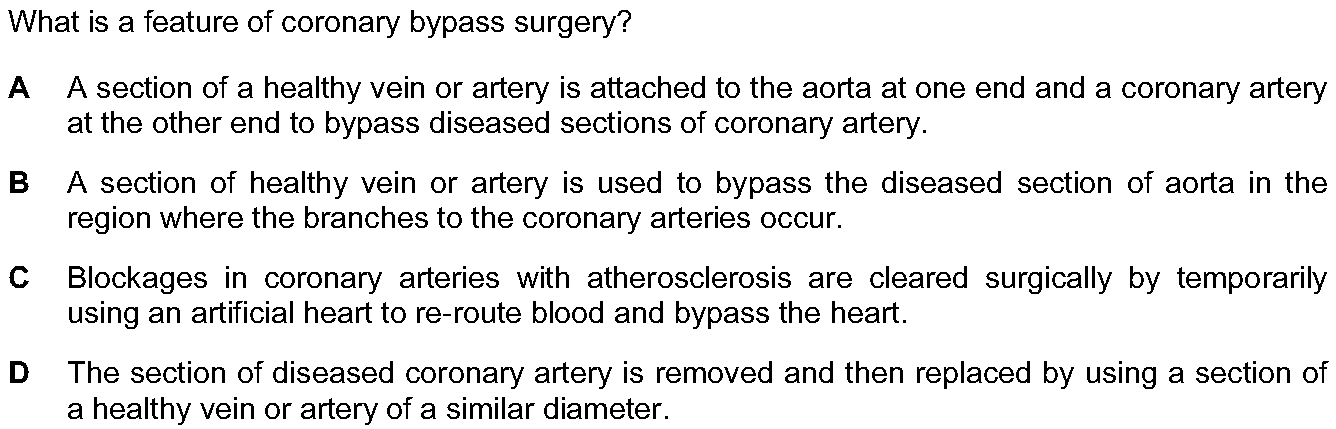 What is a feature of coronary bypass surgery?
A A section of a healthy vein or artery is attached to the aorta at one end and a coronary artery
at the other end to bypass diseased sections of coronary artery.
B A section of healthy vein or artery is used to bypass the diseased section of aorta in the
region where the branches to the coronary arteries occur.
C Blockages in coronary arteries with atherosclerosis are cleared surgically by temporarily
using an artificial heart to re-route blood and bypass the heart.
D The section of diseased coronary artery is removed and then replaced by using a section of
a healthy vein or artery of a similar diameter.